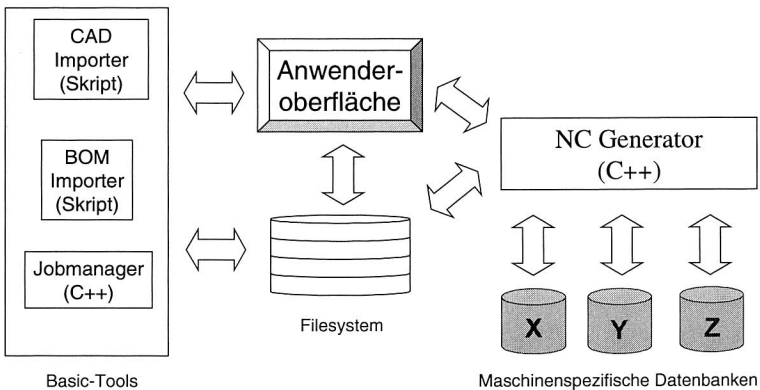 CAD
Importer
(Skript)
BOM
Importer
(Skript)
Jobmanager
(C++)
Basic-Tools
Anwender-
oberfläche
Filesystem
NC Generator
(C++)
X
Y
Z
Maschinenspezifische Datenbanken